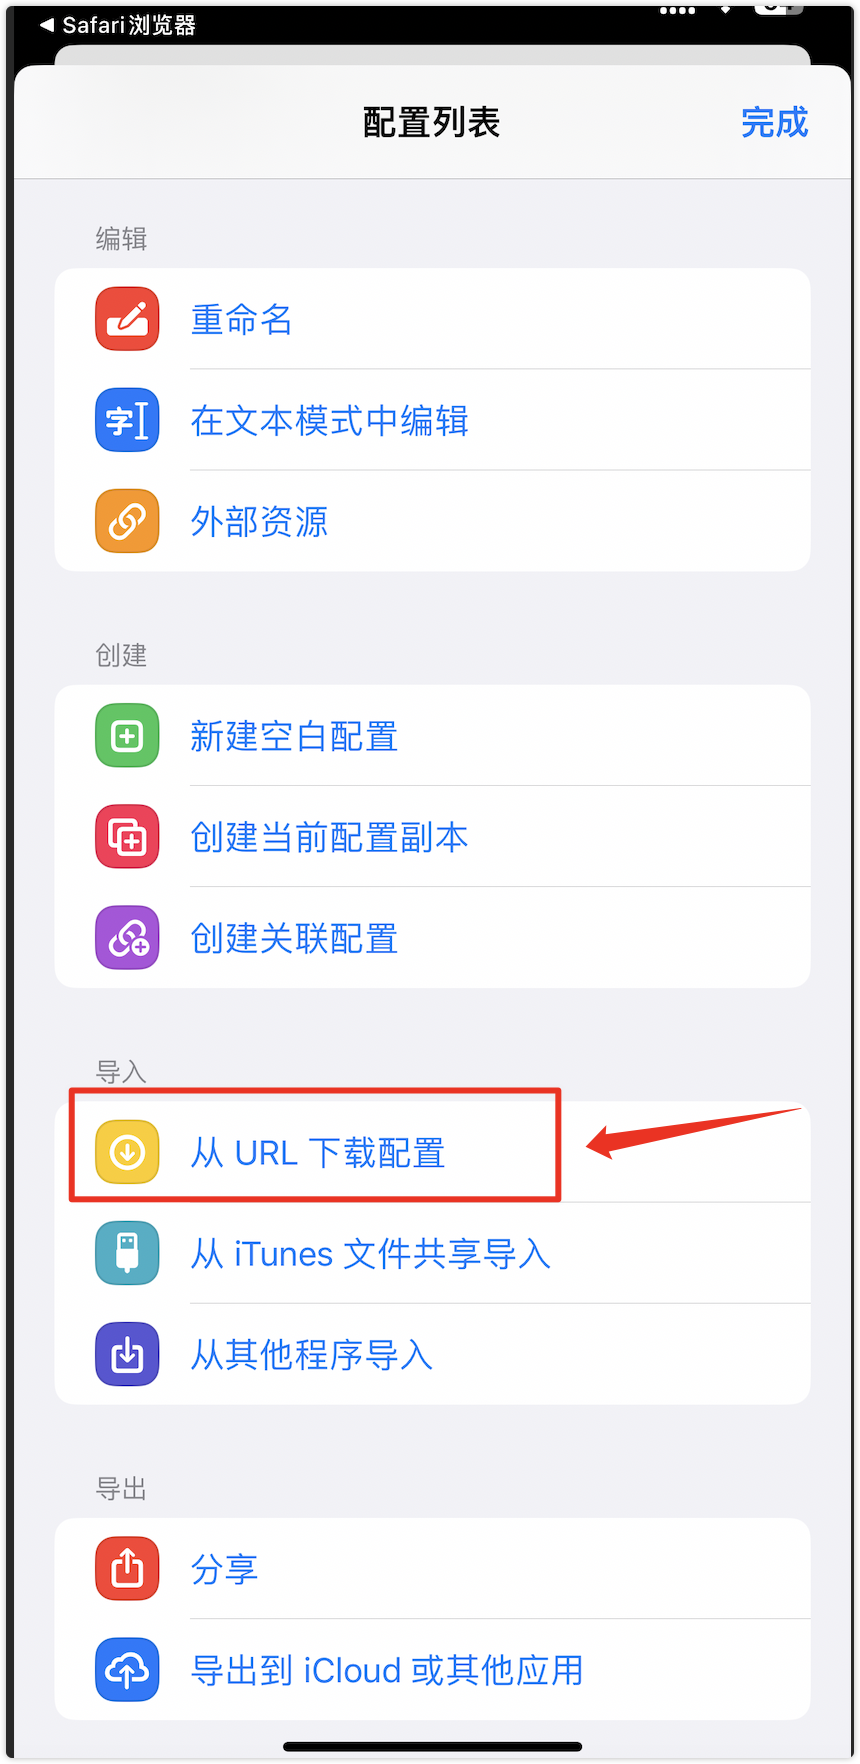 ◀ Safari浏览器
配置列表
完成
编辑
重命名
字
在文本模式中编辑
外部资源
创建
新建空白配置
创建当前配置副本
创建关联配置
导入
从 URL 下载配置
从 iTunes 文件共享导入
从其他程序导入
导出
分享
导出到 iCloud 或其他应用